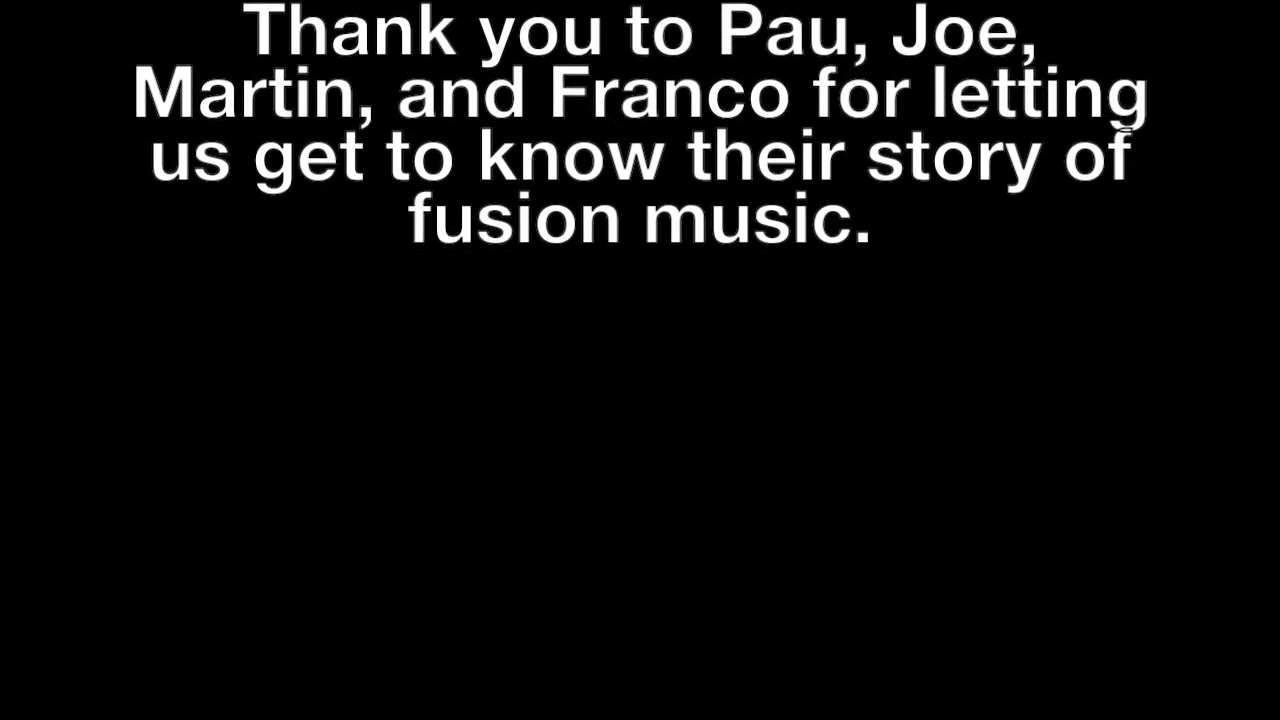 Thank you to Pau, Joe,
Martin, and Franco for letting
us get to know their story of
fusion music.